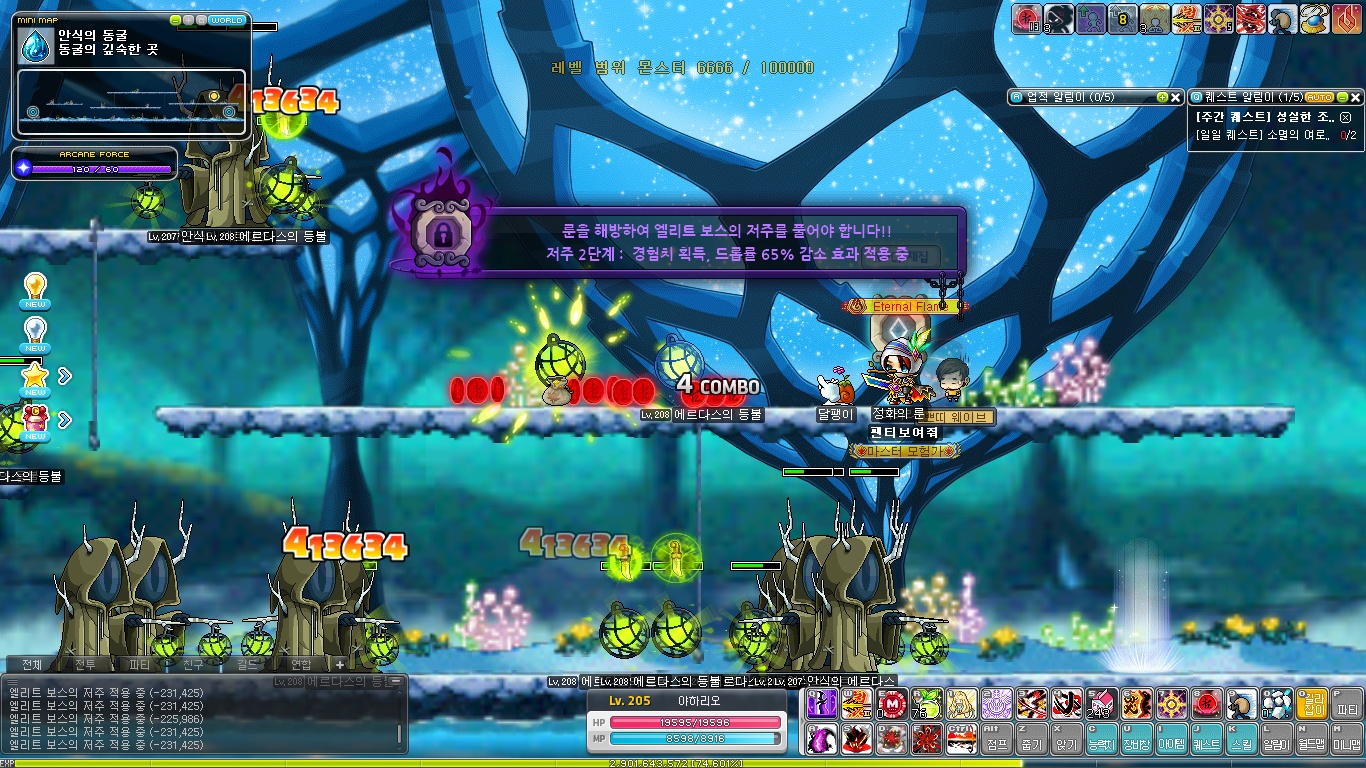 MINI MAP
WORLD
안식의 동굴
동굴의 깊숙한 곳
ARCANE FORCE
120 / 60
레벨 범위 몬스터 6666 / 100000
업적 알림이 (0/5)
퀘스트 알림이 (1/5)
AUTO
[주간 퀘스트] 성실한 조..
[일일 퀘스트] 소멸의 여로.. 0/2
413634
룬을 해방하여 엘리트 보스의 저주를 풀어야 합니다!!
저주 2단계 : 경험치 획득, 드롭률 65% 감소 효과 적용 중
Lv.207 안식
Lv.208 에르다스의 등불
NEW
NEW
NEW
NEW
Eternal Flame
4 COMBO
Lv.208 에르다스의 등불
달팽이
정화의 룬
웨이브
팬티보여줘
마스터 모험가
다스의 등불
413634
413634
전체
전투
파티
친구
길드
연합
+
Lv.208 에르다스의 등불
엘리트 보스의 저주 적용 중 (-231,425)
엘리트 보스의 저주 적용 중 (-231,425)
엘리트 보스의 저주 적용 중 (-225,986)
엘리트 보스의 저주 적용 중 (-231,425)
엘리트 보스의 저주 적용 중 (-231,425)
Lv. 205 야하리오
HP 19595/19596
MP 8598/8916
파티
점프
줍기
앉기
능력치
장비창
아이템
퀘스트
스킬
알림이
월드맵
미니맵
EXP
2,901,643,572 [74.601%]